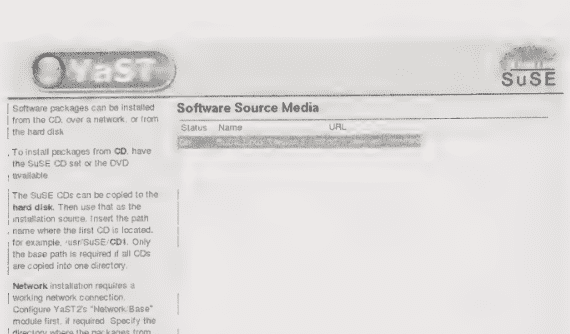 YaST
SuSE
Software packages can be installed
from the CD, over a network, or from
the hard disk
To install packages from CD, have
the SuSE CD set or the DVD
available
The SuSE CDs can be copied to the
hard disk. Then use that as the
installation source. Insert the path
name where the first CD is located,
for example, /usr/SuSE/CD1. Only
the base path is required if all CDs
are copied into one directory.
Network installation requires a
working network connection.
Configure YaST2's "Network/Base"
module first, if required. Specify the
directory where the packages from
Software Source Media
Status Name URL